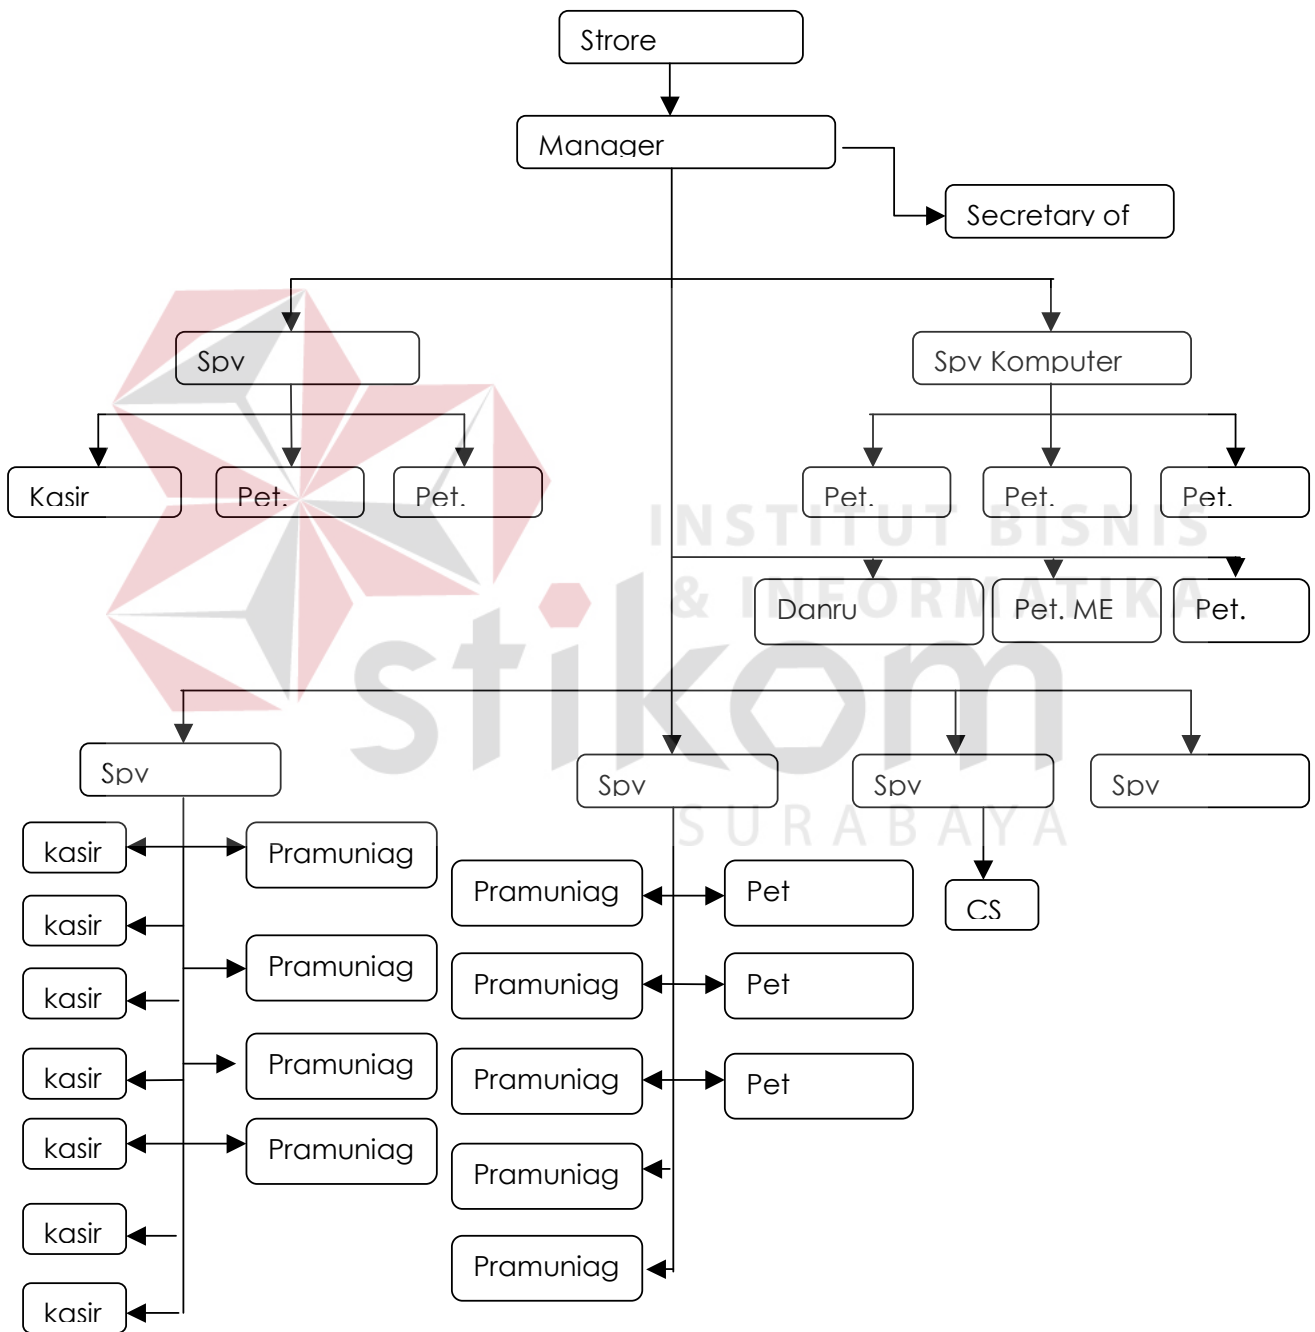 Strore
Manager
Secretary of
Spv
Spv Komputer
Kasir
Pet.
Pet.
Pet.
Pet.
Pet.
INSTITUT BISNIS
& INFORMATIKA
Danru
Pet. ME
Pet.
stikom
SURABAYA
Spv
Spv
Spv
Spv
kasir
Pramuniag
kasir
Pramuniag
kasir
kasir
Pramuniag
kasir
Pramuniag
kasir
kasir
Pramuniag
Pet
Pramuniag
Pet
Pramuniag
Pet
Pramuniag
Pramuniag
CS